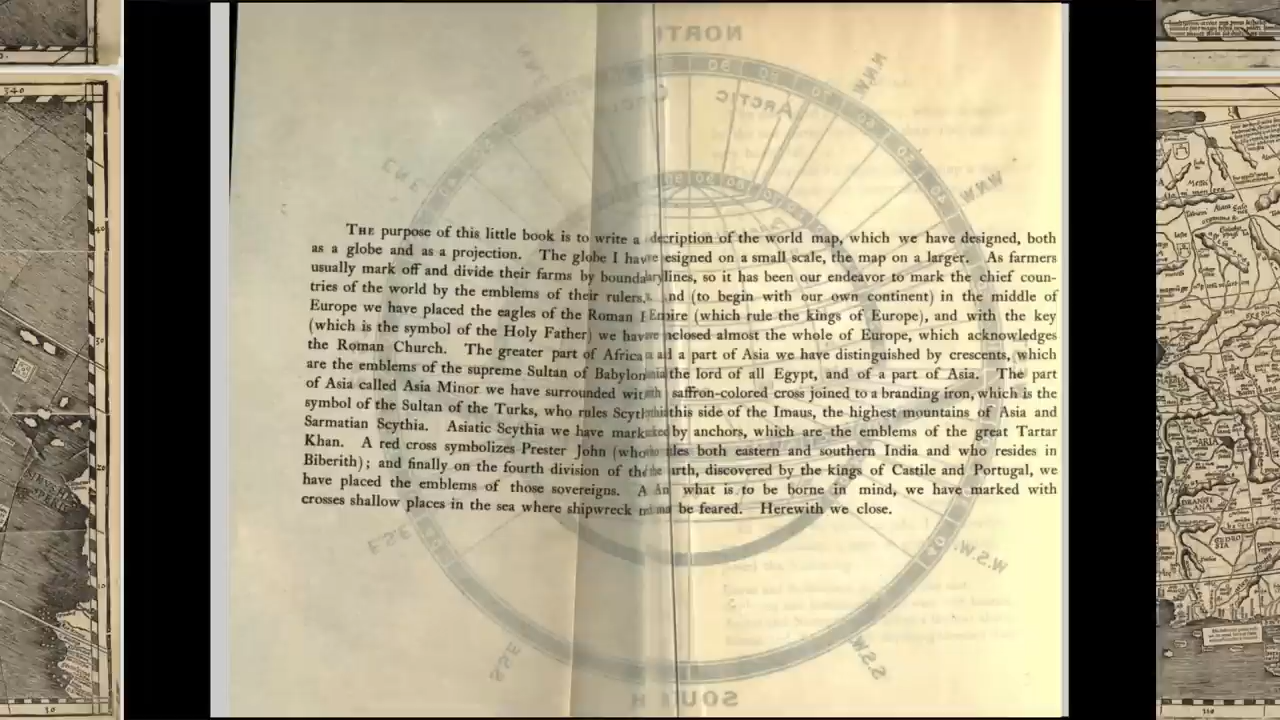 THE purpose of this little book is to write a decription of the world map, which we have designed, both
as a globe and as a projection. The globe I have esigned on a small scale, the map on a larger. As farmers
usually mark off and divide their farms by boundary lines, so it has been our endeavor to mark the chief coun-
tries of the world by the emblems of their rulers, nd (to begin with our own continent) in the middle of
Europe we have placed the eagles of the Roman Empire (which rule the kings of Europe), and with the key
(which is the symbol of the Holy Father) we have nclosed almost the whole of Europe, which acknowledges
the Roman Church. The greater part of Africa ad a part of Asia we have distinguished by crescents, which
are the emblems of the supreme Sultan of Babylonia the lord of all Egypt, and of a part of Asia. The part
of Asia called Asia Minor we have surrounded with saffron-colored cross joined to a branding iron, which is the
symbol of the Sultan of the Turks, who rules Scythia this side of the Imaus, the highest mountains of Asia and
Sarmatian Scythia. Asiatic Scythia we have marked by anchors, which are the emblems of the great Tartar
Khan. A red cross symbolizes Prester John (who ules both eastern and southern India and who resides in
Biberith); and finally on the fourth division of the arth, discovered by the kings of Castile and Portugal, we
have placed the emblems of those sovereigns. An what is to be borne in mind, we have marked with
crosses shallow places in the sea where shipwreck ma be feared. Herewith we close.
NORTH
N.N.W.
ARCTIC
W.N.W.
E.N.E.
E.S.E.
W.S.W.
S.S.E.
S.S.W.
SOUTH
340